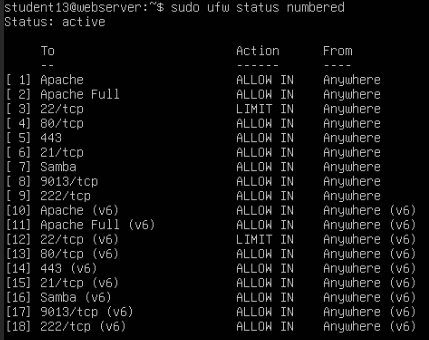 student13@webserver:~$ sudo ufw status numbered
Status: active
To Action From
-- ------ ----
[ 1] Apache ALLOW IN Anywhere
[ 2] Apache Full ALLOW IN Anywhere
[ 3] 22/tcp LIMIT IN Anywhere
[ 4] 80/tcp ALLOW IN Anywhere
[ 5] 443 ALLOW IN Anywhere
[ 6] 21/tcp ALLOW IN Anywhere
[ 7] Samba ALLOW IN Anywhere
[ 8] 9013/tcp ALLOW IN Anywhere
[ 9] 222/tcp ALLOW IN Anywhere
[10] Apache (v6) ALLOW IN Anywhere (v6)
[11] Apache Full (v6) ALLOW IN Anywhere (v6)
[12] 22/tcp (v6) LIMIT IN Anywhere (v6)
[13] 80/tcp (v6) ALLOW IN Anywhere (v6)
[14] 443 (v6) ALLOW IN Anywhere (v6)
[15] 21/tcp (v6) ALLOW IN Anywhere (v6)
[16] Samba (v6) ALLOW IN Anywhere (v6)
[17] 9013/tcp (v6) ALLOW IN Anywhere (v6)
[18] 222/tcp (v6) ALLOW IN Anywhere (v6)